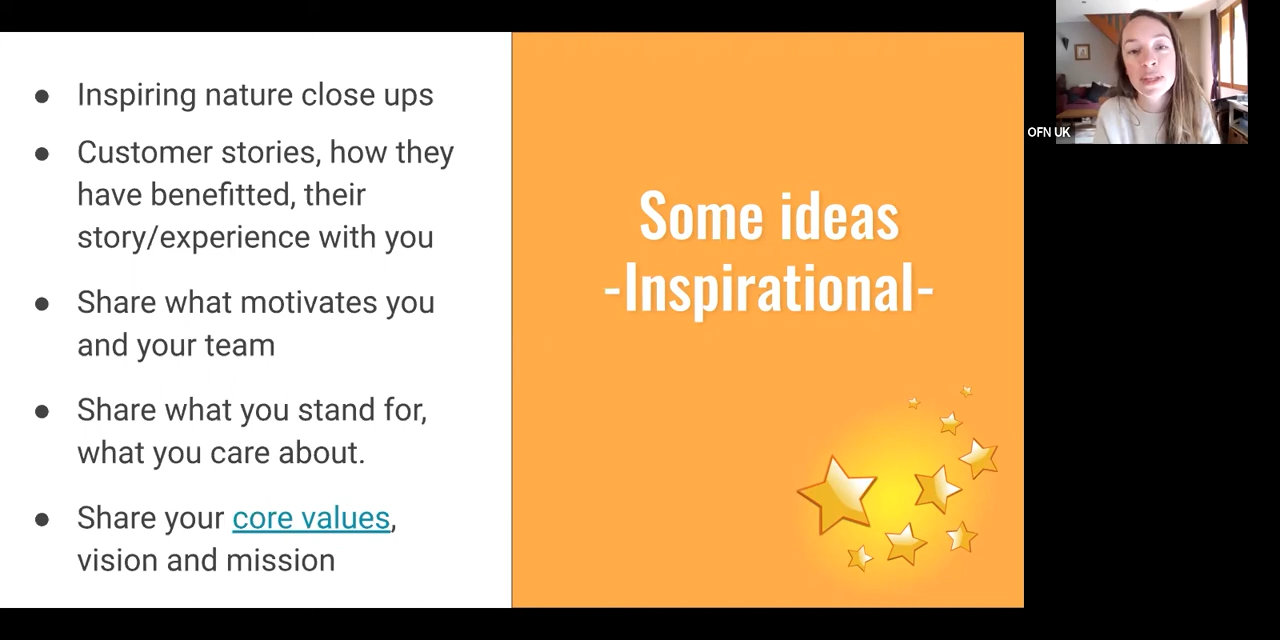 ● Inspiring nature close ups
● Customer stories, how they
have benefitted, their
story/experience with you
● Share what motivates you
and your team
● Share what you stand for,
what you care about.
● Share your core values,
vision and mission
Some ideas
-Inspirational-
OFN UK